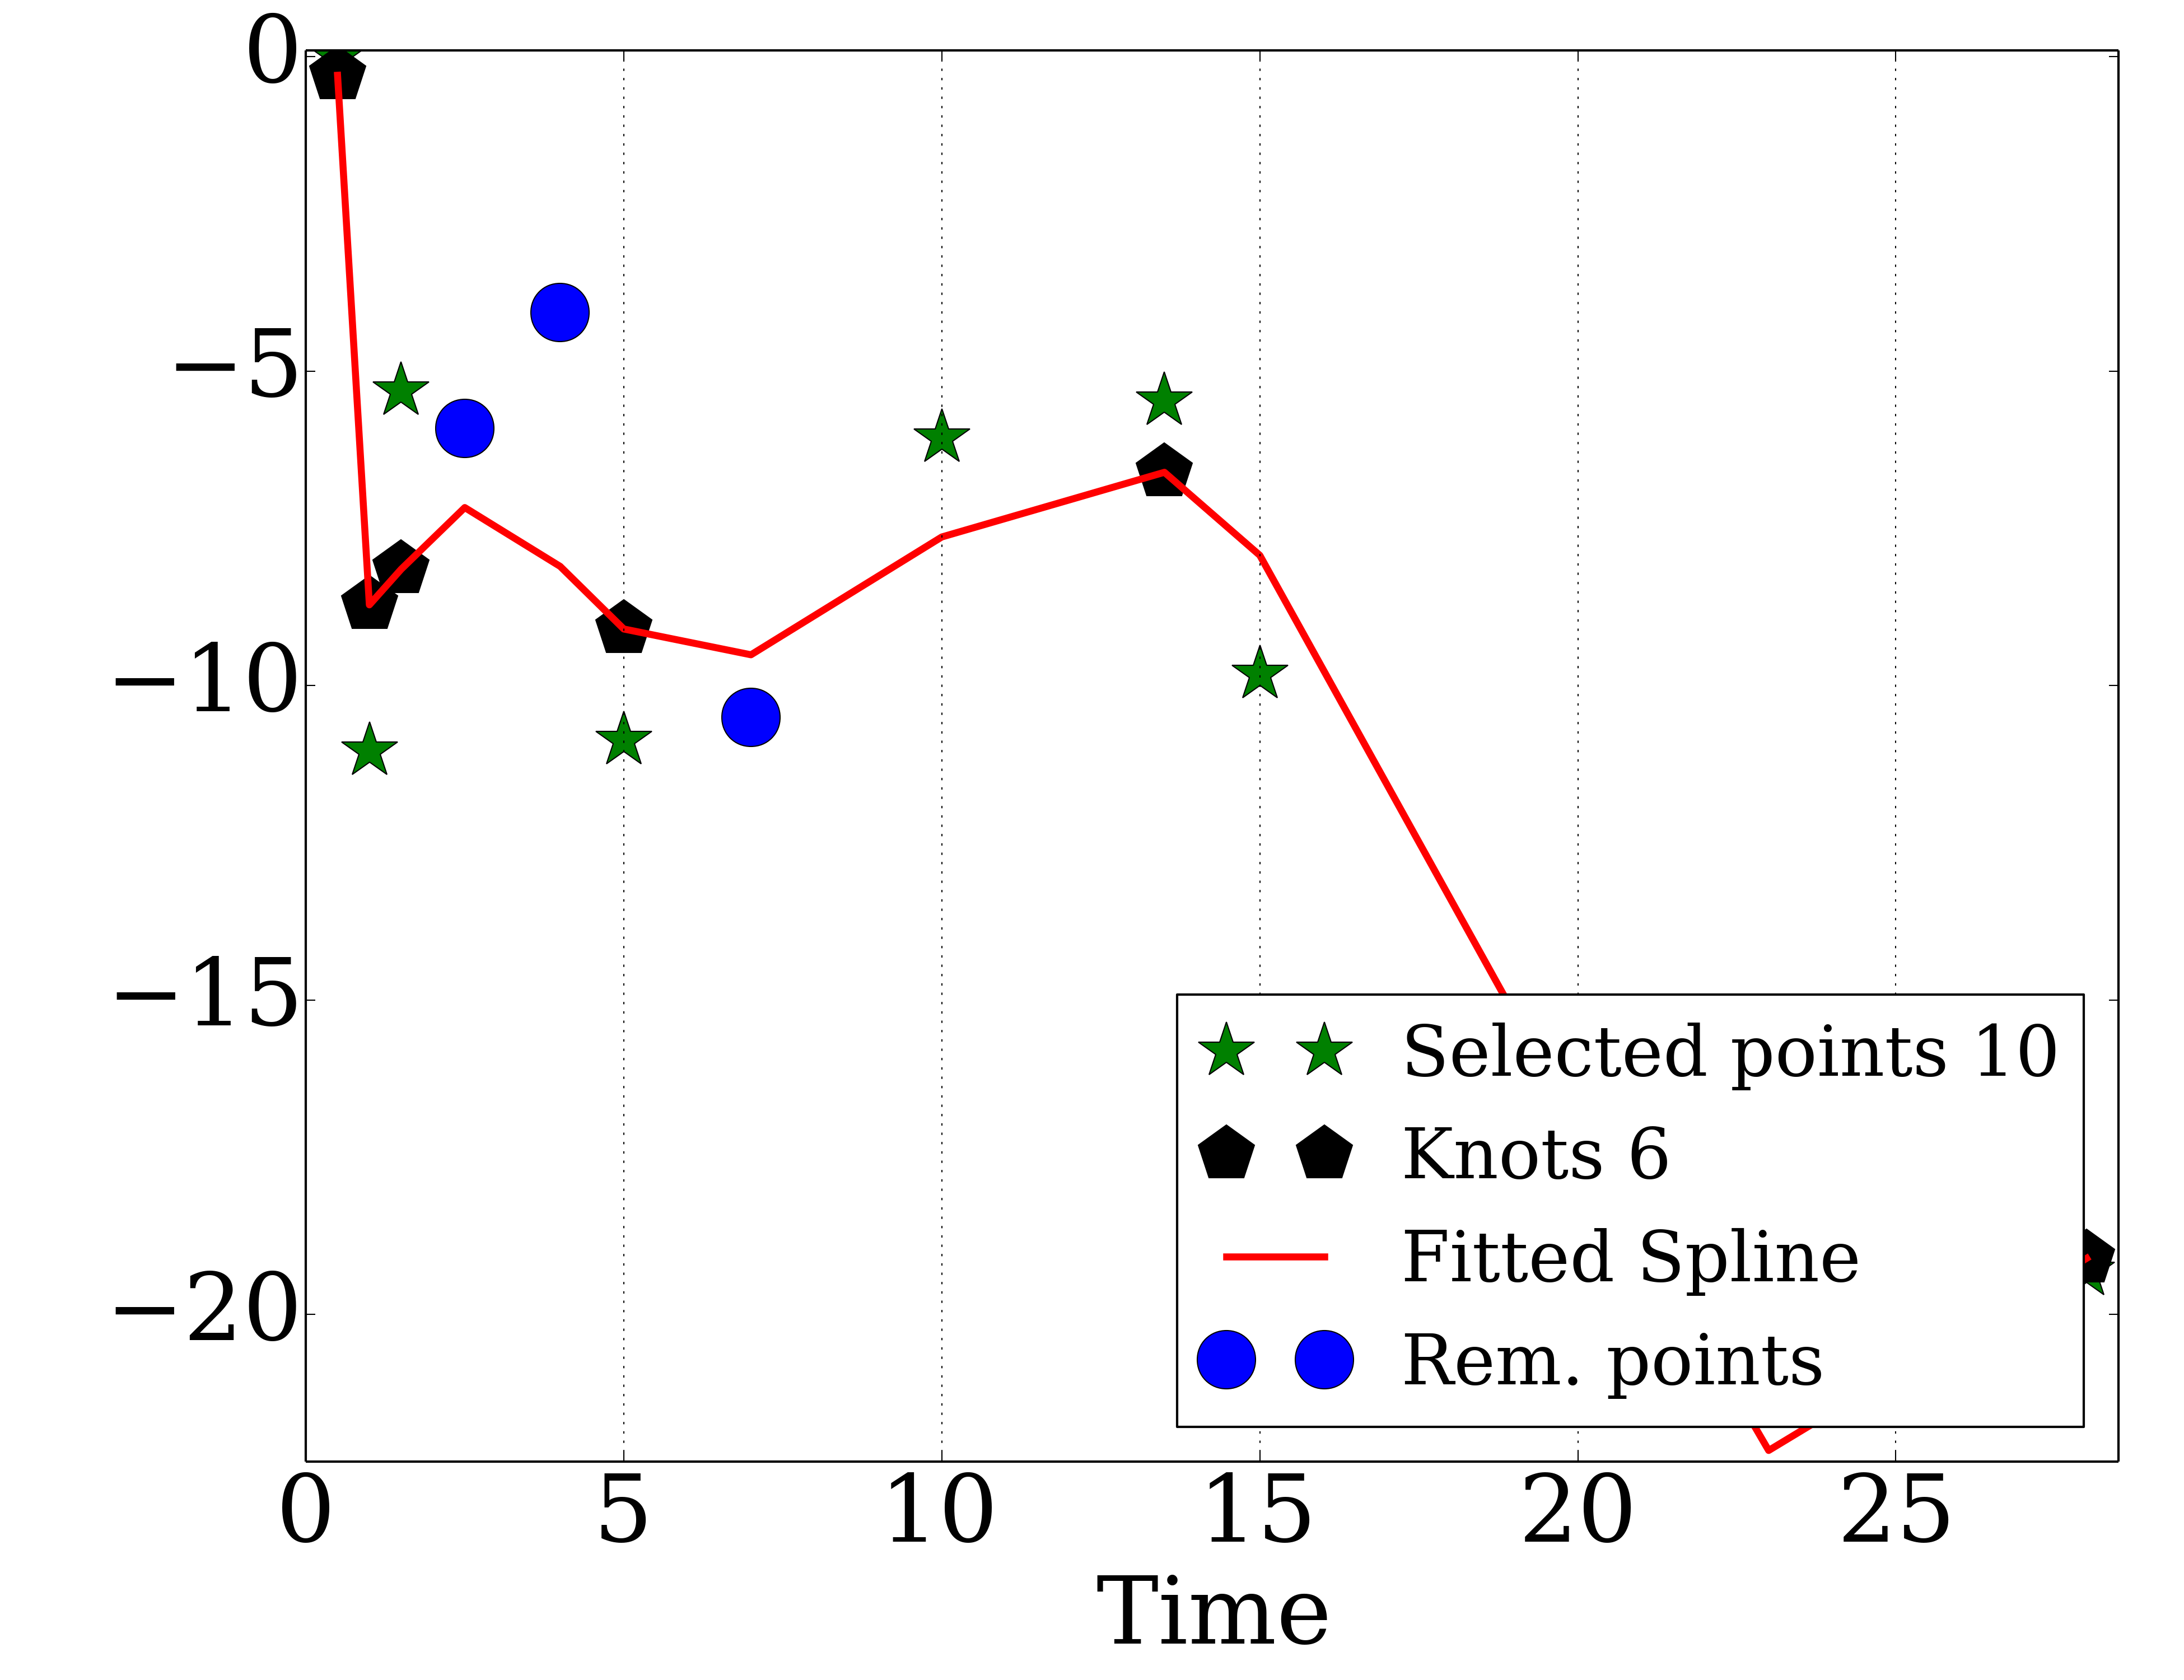 0
−5
−10
−15
−20
Selected points 10
Knots 6
Fitted Spline
Rem. points
0 5 10 15 20 25
Time